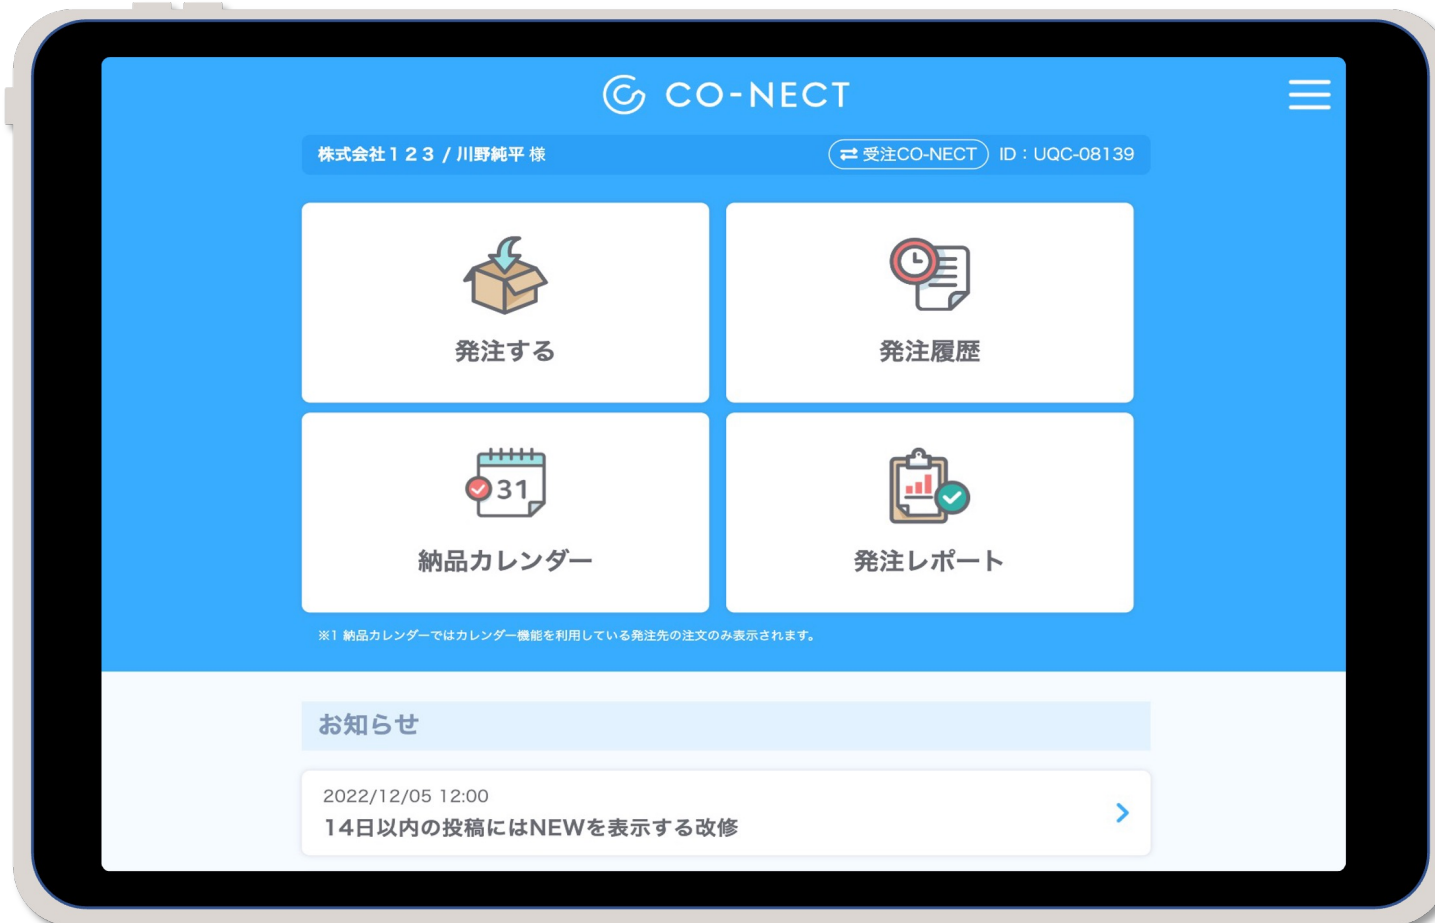 CO-NECT
株式会社１２３ / 川野純平 様
⇄ 受注CO-NECT
ID：UQC-08139
発注する
発注履歴
31
納品カレンダー
発注レポート
※1 納品カレンダーではカレンダー機能を利用している発注先の注文のみ表示されます。
お知らせ
2022/12/05 12:00
14日以内の投稿にはNEWを表示する改修